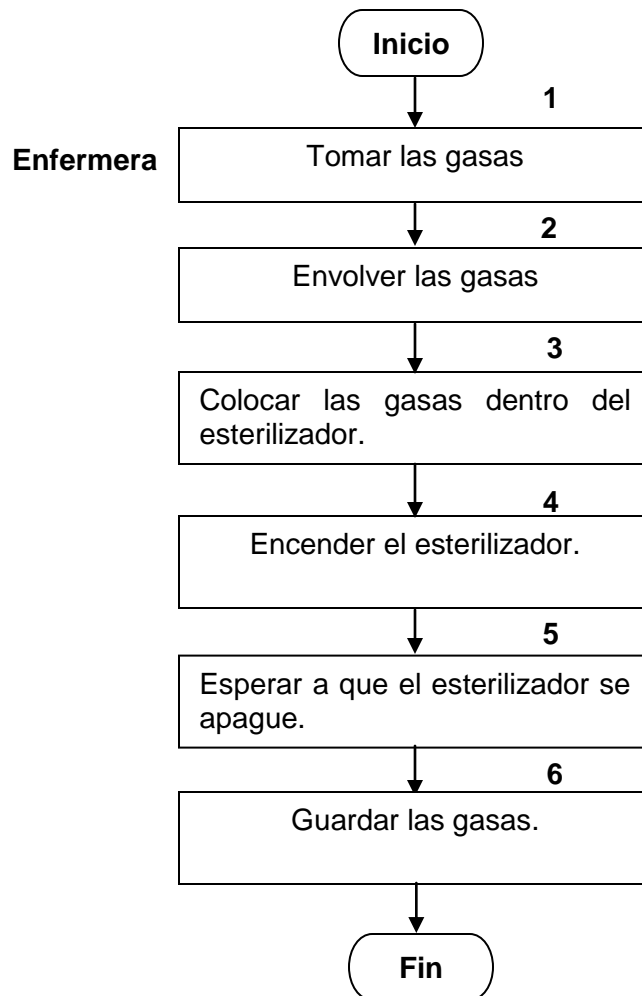 Inicio
1
Enfermera
Tomar las gasas
2
Envolver las gasas
3
Colocar las gasas dentro del
esterilizador.
4
Encender el esterilizador.
5
Esperar a que el esterilizador se
apague.
6
Guardar las gasas.
Fin